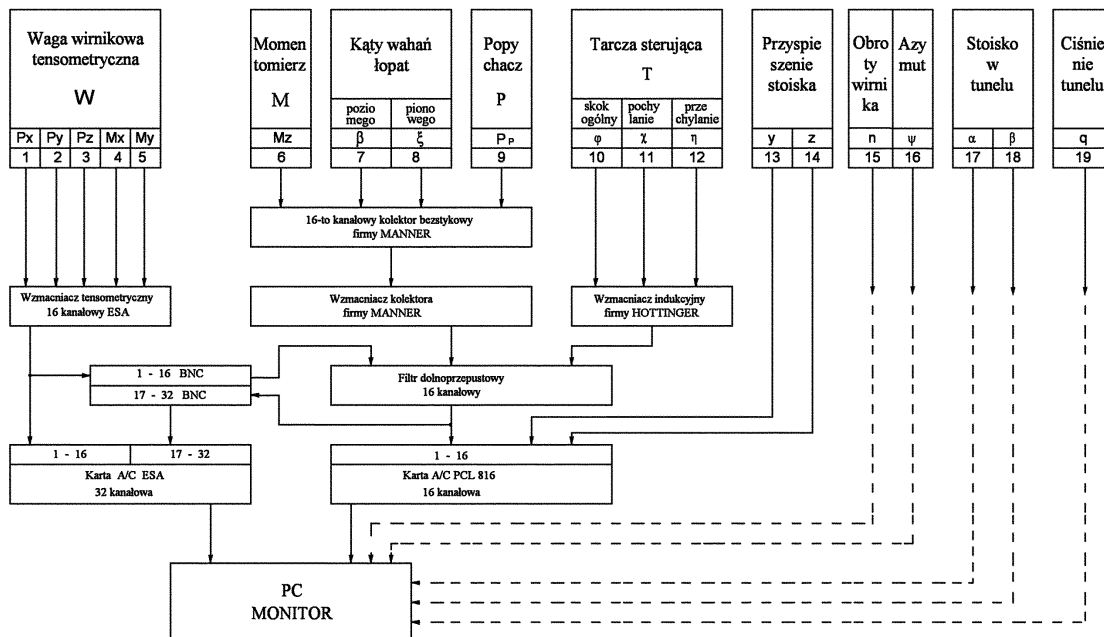 Waga wirnikowa
tensometryczna
W
Px Py Pz Mx My
1 2 3 4 5
Momen
tomierz
M
Mz
6
Kąty wahań
łopat
pozio
mego
piono
wego
β ξ
7 8
Popy
chacz
P
Pp
9
Tarcza sterująca
T
skok
ogólny
pochy
lanie
prze
chylanie
φ χ η
10 11 12
Przyspie
szenie
stoiska
y z
13 14
Obro
ty
wirni
ka
n
15
Azy
mut
ψ
16
Stoisko
w
tunelu
α β
17 18
Ciśnie
nie
tunelu
q
19
16-to kanałowy kolektor bezstykowy
firmy MANNER
Wzmacniacz tensometryczny
16 kanałowy ESA
Wzmacniacz kolektora
firmy MANNER
Wzmacniacz indukcyjny
firmy HOTTINGER
1 - 16 BNC
17 - 32 BNC
Filtr dolnoprzepustowy
16 kanałowy
1 - 16 17 - 32
Karta A/C ESA
32 kanałowa
1 - 16
Karta A/C PCL 816
16 kanałowa
PC
MONITOR